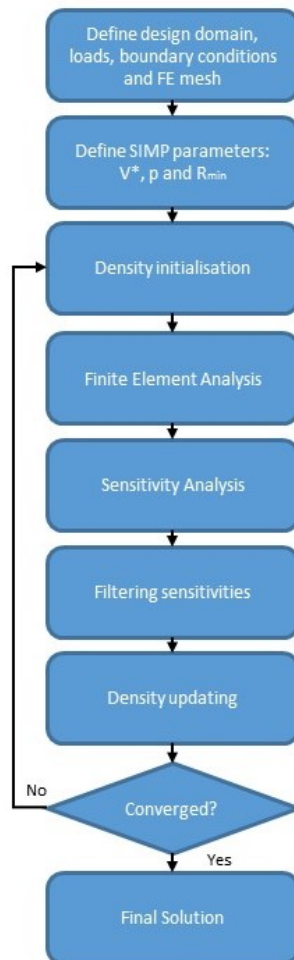 Define design domain,
loads, boundary conditions
and FE mesh
Define SIMP parameters:
V*, p and Rmin
Density initialisation
Finite Element Analysis
Sensitivity Analysis
Filtering sensitivities
Density updating
No
Converged?
Yes
Final Solution